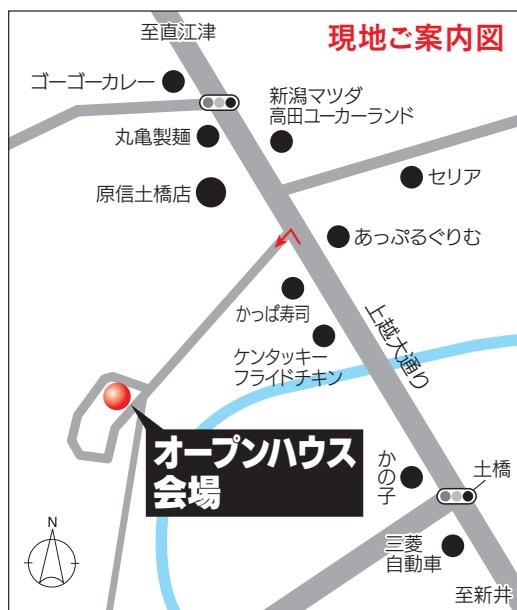 至直江津
現地ご案内図
ゴーゴーカレー
新潟マツダ
高田ユーカーランド
丸亀製麺
セリア
原信土橋店
あっぷるぐりむ
かっぱ寿司
上越大通り
ケンタッキー
フライドチキン
オープンハウス
会場
かの子
土橋
三菱
自動車
至新井
N